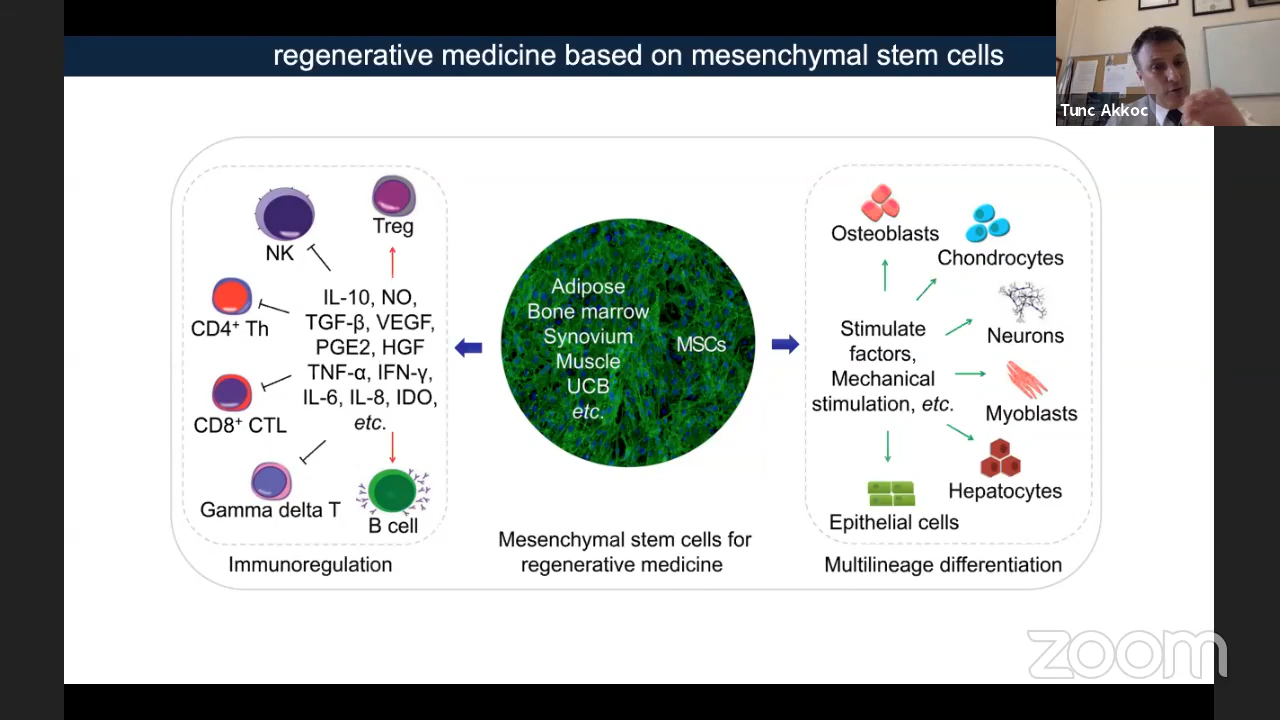 regenerative medicine based on mesenchymal stem cells
Tunc Akkoc
NK
Treg
CD4⁺ Th
CD8⁺ CTL
Gamma delta T
B cell
IL-10, NO,
TGF-β, VEGF,
PGE2, HGF
TNF-α, IFN-γ,
IL-6, IL-8, IDO,
etc.
Immunoregulation
Adipose
Bone marrow
Synovium
Muscle
UCB
etc.
MSCs
Mesenchymal stem cells for
regenerative medicine
Osteoblasts
Chondrocytes
Neurons
Myoblasts
Hepatocytes
Epithelial cells
Stimulate
factors,
Mechanical
stimulation, etc.
Multilineage differentiation
zoom